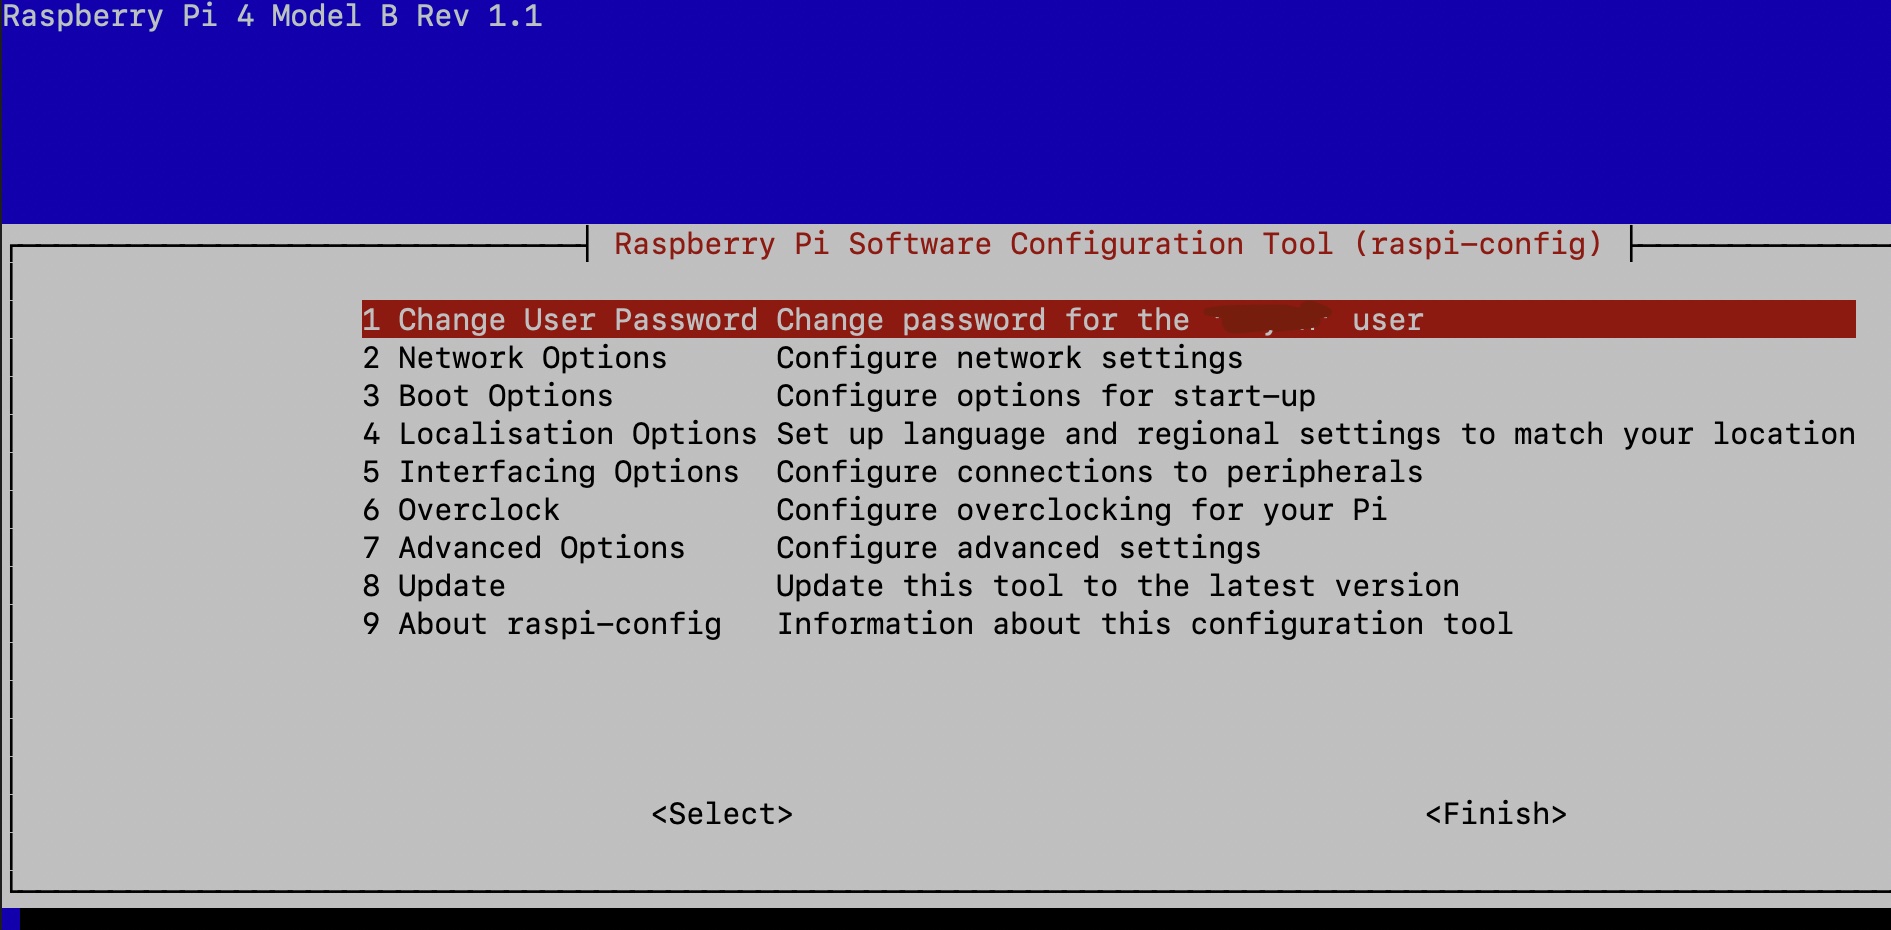 Raspberry Pi 4 Model B Rev 1.1
Raspberry Pi Software Configuration Tool (raspi-config)
1 Change User Password Change password for the user
2 Network Options Configure network settings
3 Boot Options Configure options for start-up
4 Localisation Options Set up language and regional settings to match your location
5 Interfacing Options Configure connections to peripherals
6 Overclock Configure overclocking for your Pi
7 Advanced Options Configure advanced settings
8 Update Update this tool to the latest version
9 About raspi-config Information about this configuration tool
<Select> <Finish>